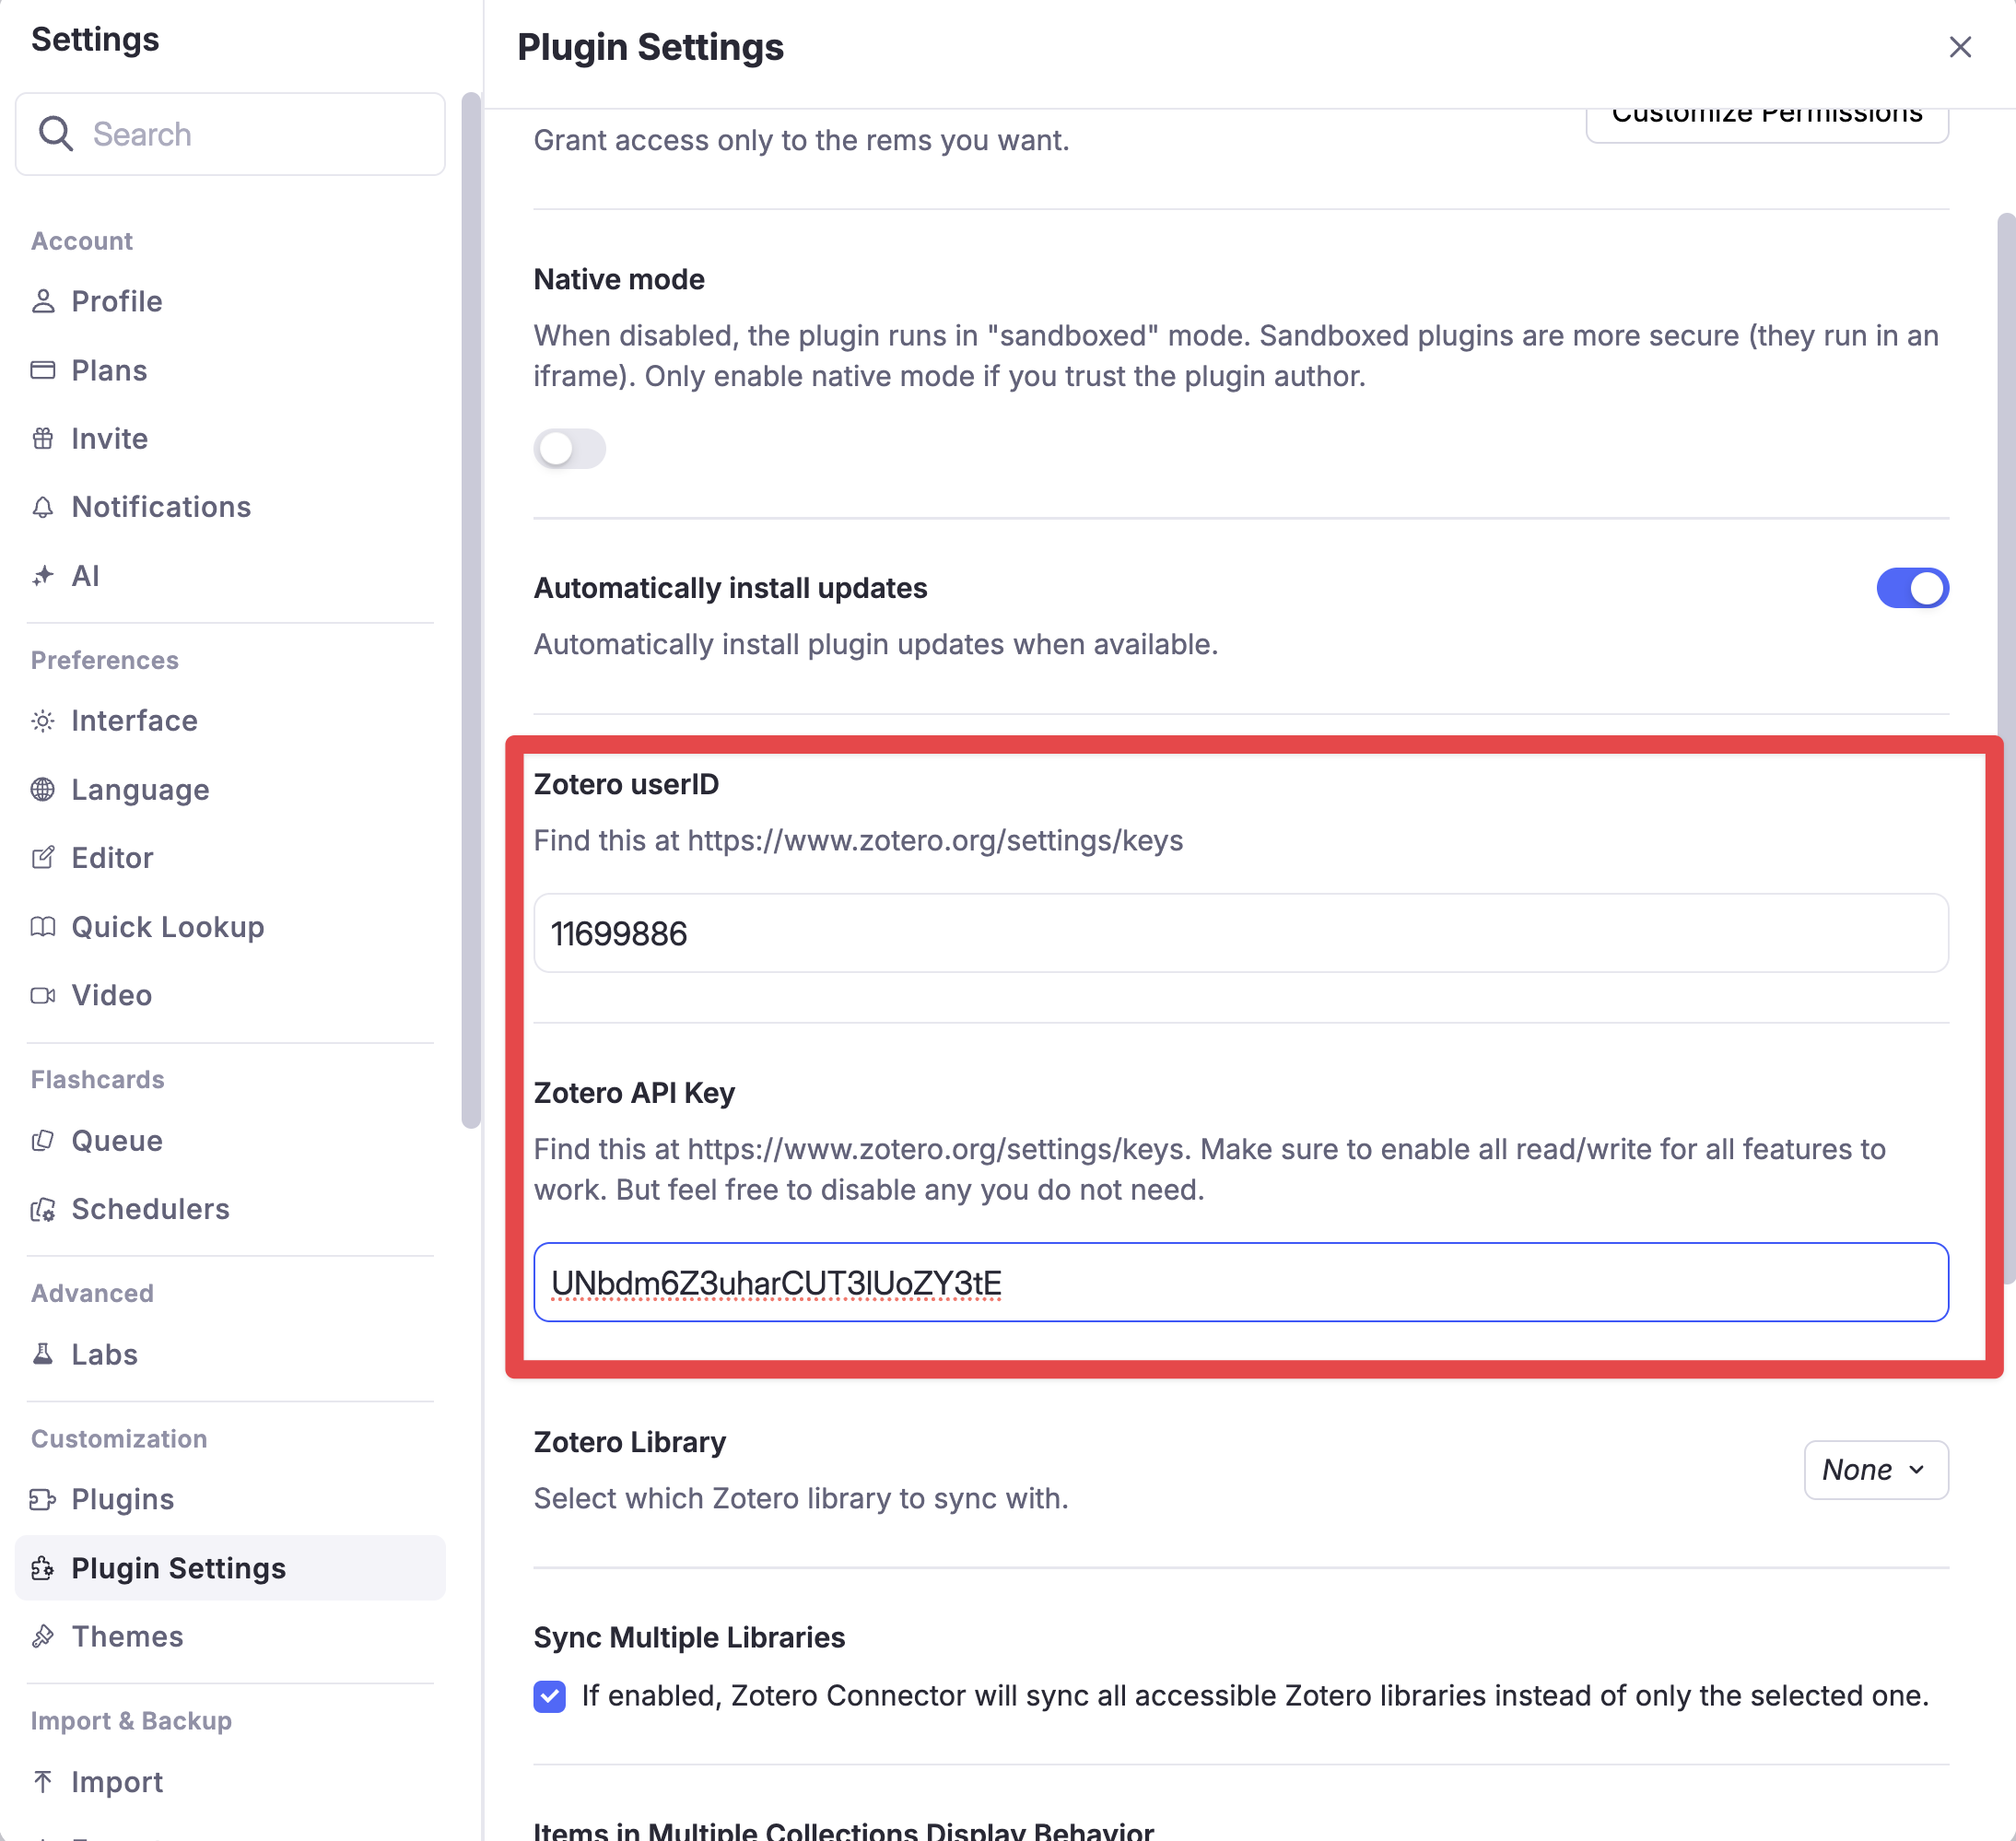 Settings
Search
Account
Profile
Plans
Invite
Notifications
AI
Preferences
Interface
Language
Editor
Quick Lookup
Video
Flashcards
Queue
Schedulers
Advanced
Labs
Customization
Plugins
Plugin Settings
Themes
Import & Backup
Import
Plugin Settings
Customize Permissions
Grant access only to the rems you want.
Native mode
When disabled, the plugin runs in "sandboxed" mode. Sandboxed plugins are more secure (they run in an
iframe). Only enable native mode if you trust the plugin author.
Automatically install updates
Automatically install plugin updates when available.
Zotero userID
Find this at https://www.zotero.org/settings/keys
11699886
Zotero API Key
Find this at https://www.zotero.org/settings/keys. Make sure to enable all read/write for all features to
work. But feel free to disable any you do not need.
UNbdm6Z3uharCUT3lUoZY3tE
Zotero Library
None
Select which Zotero library to sync with.
Sync Multiple Libraries
If enabled, Zotero Connector will sync all accessible Zotero libraries instead of only the selected one.
Items in Multiple Collections Display Behavior